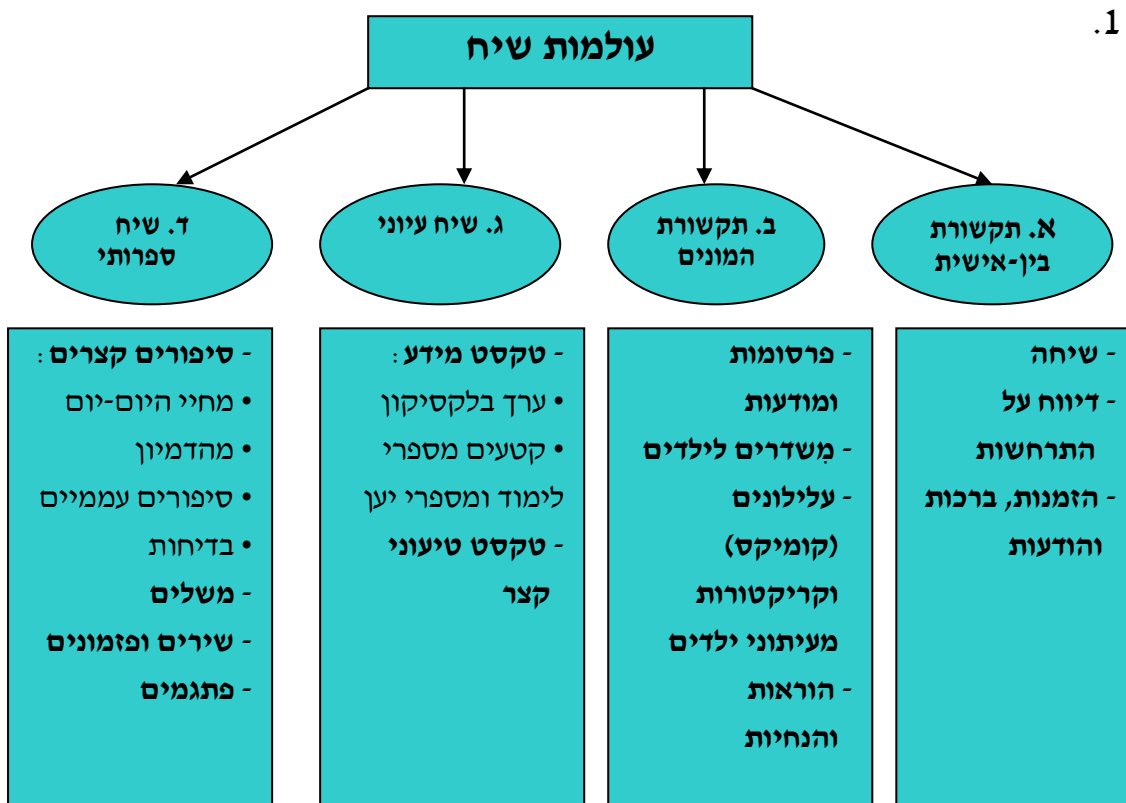 1.
עולמות שיח
א. תקשורת
בין-אישית
ב. תקשורת
המונים
ג. שיח עיוני
ד. שיח
ספרותי
- שיחה
- דיווח על
התרחשות
- הזמנות, ברכות
והודעות
- פרסומות
ומודעות
- מִשדרים לילדים
- עלילונים
(קומיקס)
וקריקטורות
מעיתוני ילדים
- הוראות
והנחיות
- טקסט מידע:
• ערך בלקסיקון
• קטעים מספרי
לימוד ומספרי יען
- טקסט טיעוני
קצר
- סיפורים קצרים:
• מחיי היום-יום
• מהדמיון
• סיפורים עממיים
• בדיחות
- משלים
- שירים ופזמונים
- פתגמים